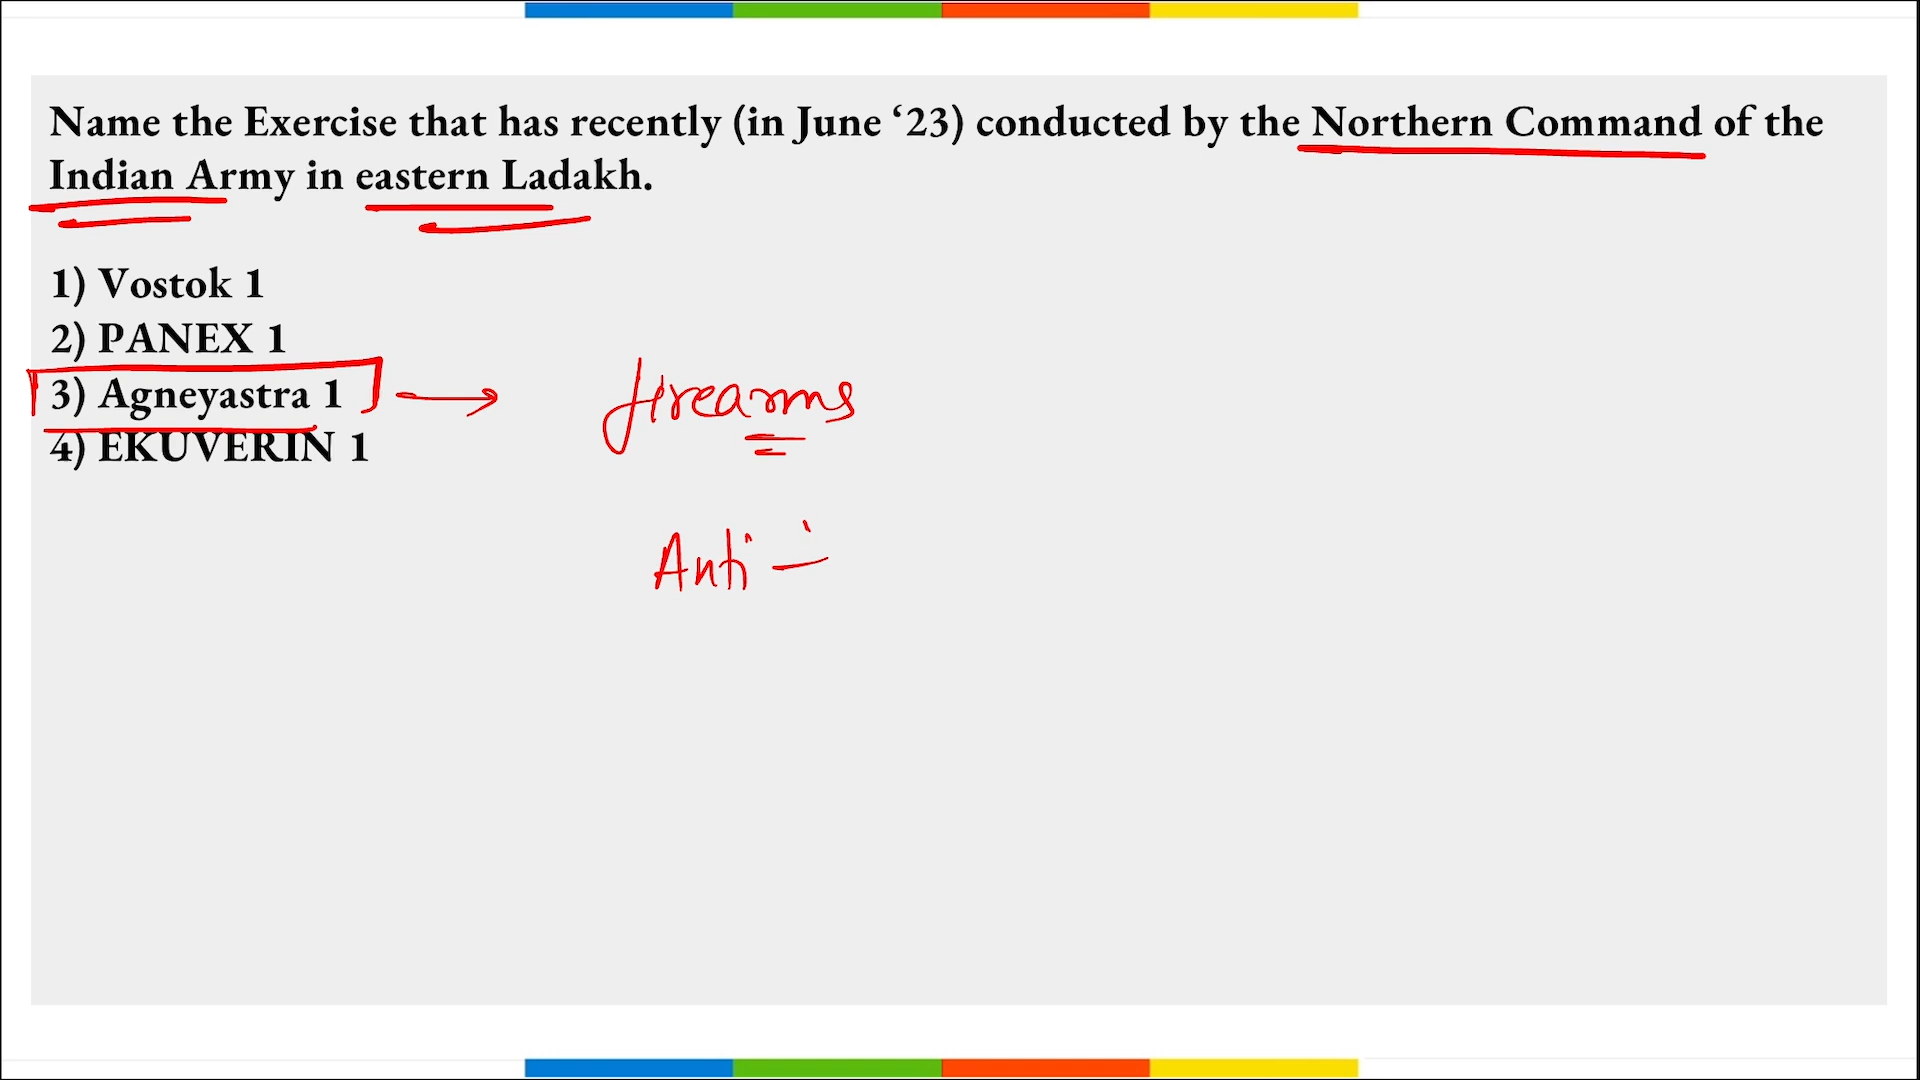 Name the Exercise that has recently (in June ‘23) conducted by the Northern Command of the
Indian Army in eastern Ladakh.
1) Vostok 1
2) PANEX 1
3) Agneyastra 1
firearms
4) EKUVERIN 1
Anti -